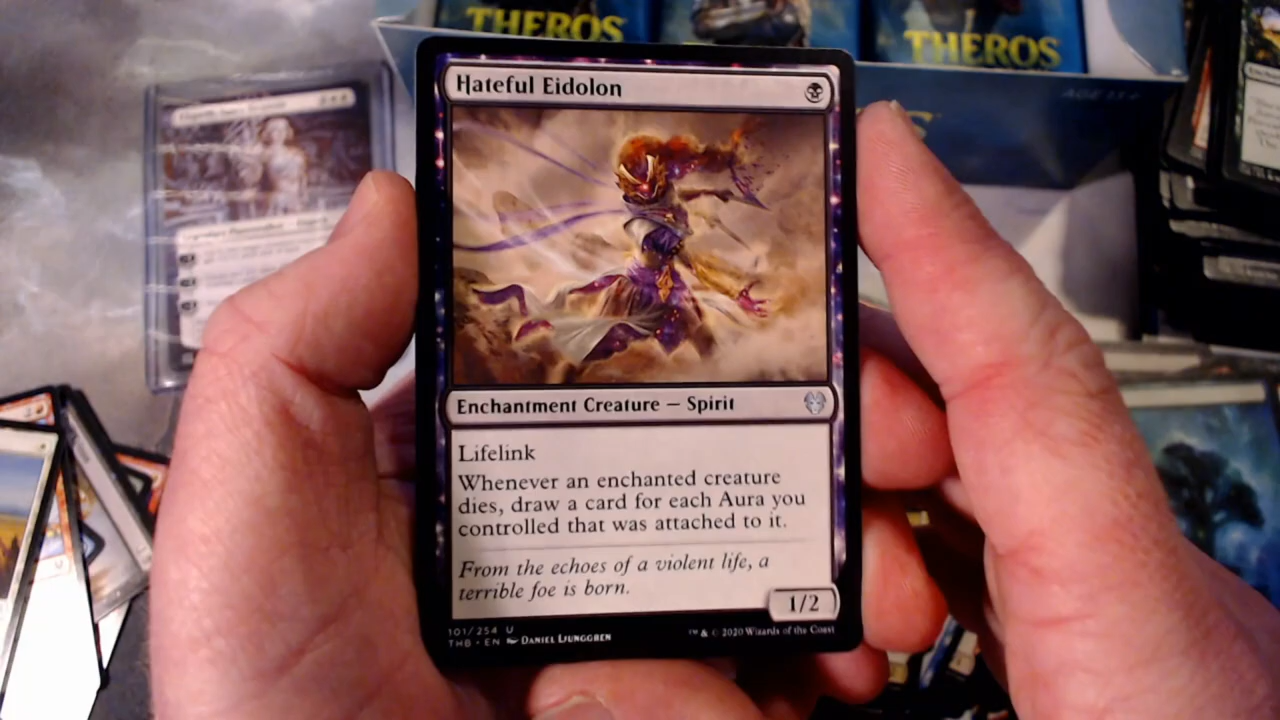 THEROS
THEROS
AGE 13+
Hateful Eidolon
Enchantment Creature — Spirit
Lifelink
Whenever an enchanted creature
dies, draw a card for each Aura you
controlled that was attached to it.
From the echoes of a violent life, a
terrible foe is born.
1/2
101/254 U
THB • EN DANIEL LJUNGGREN
™ & © 2020 Wizards of the Coast